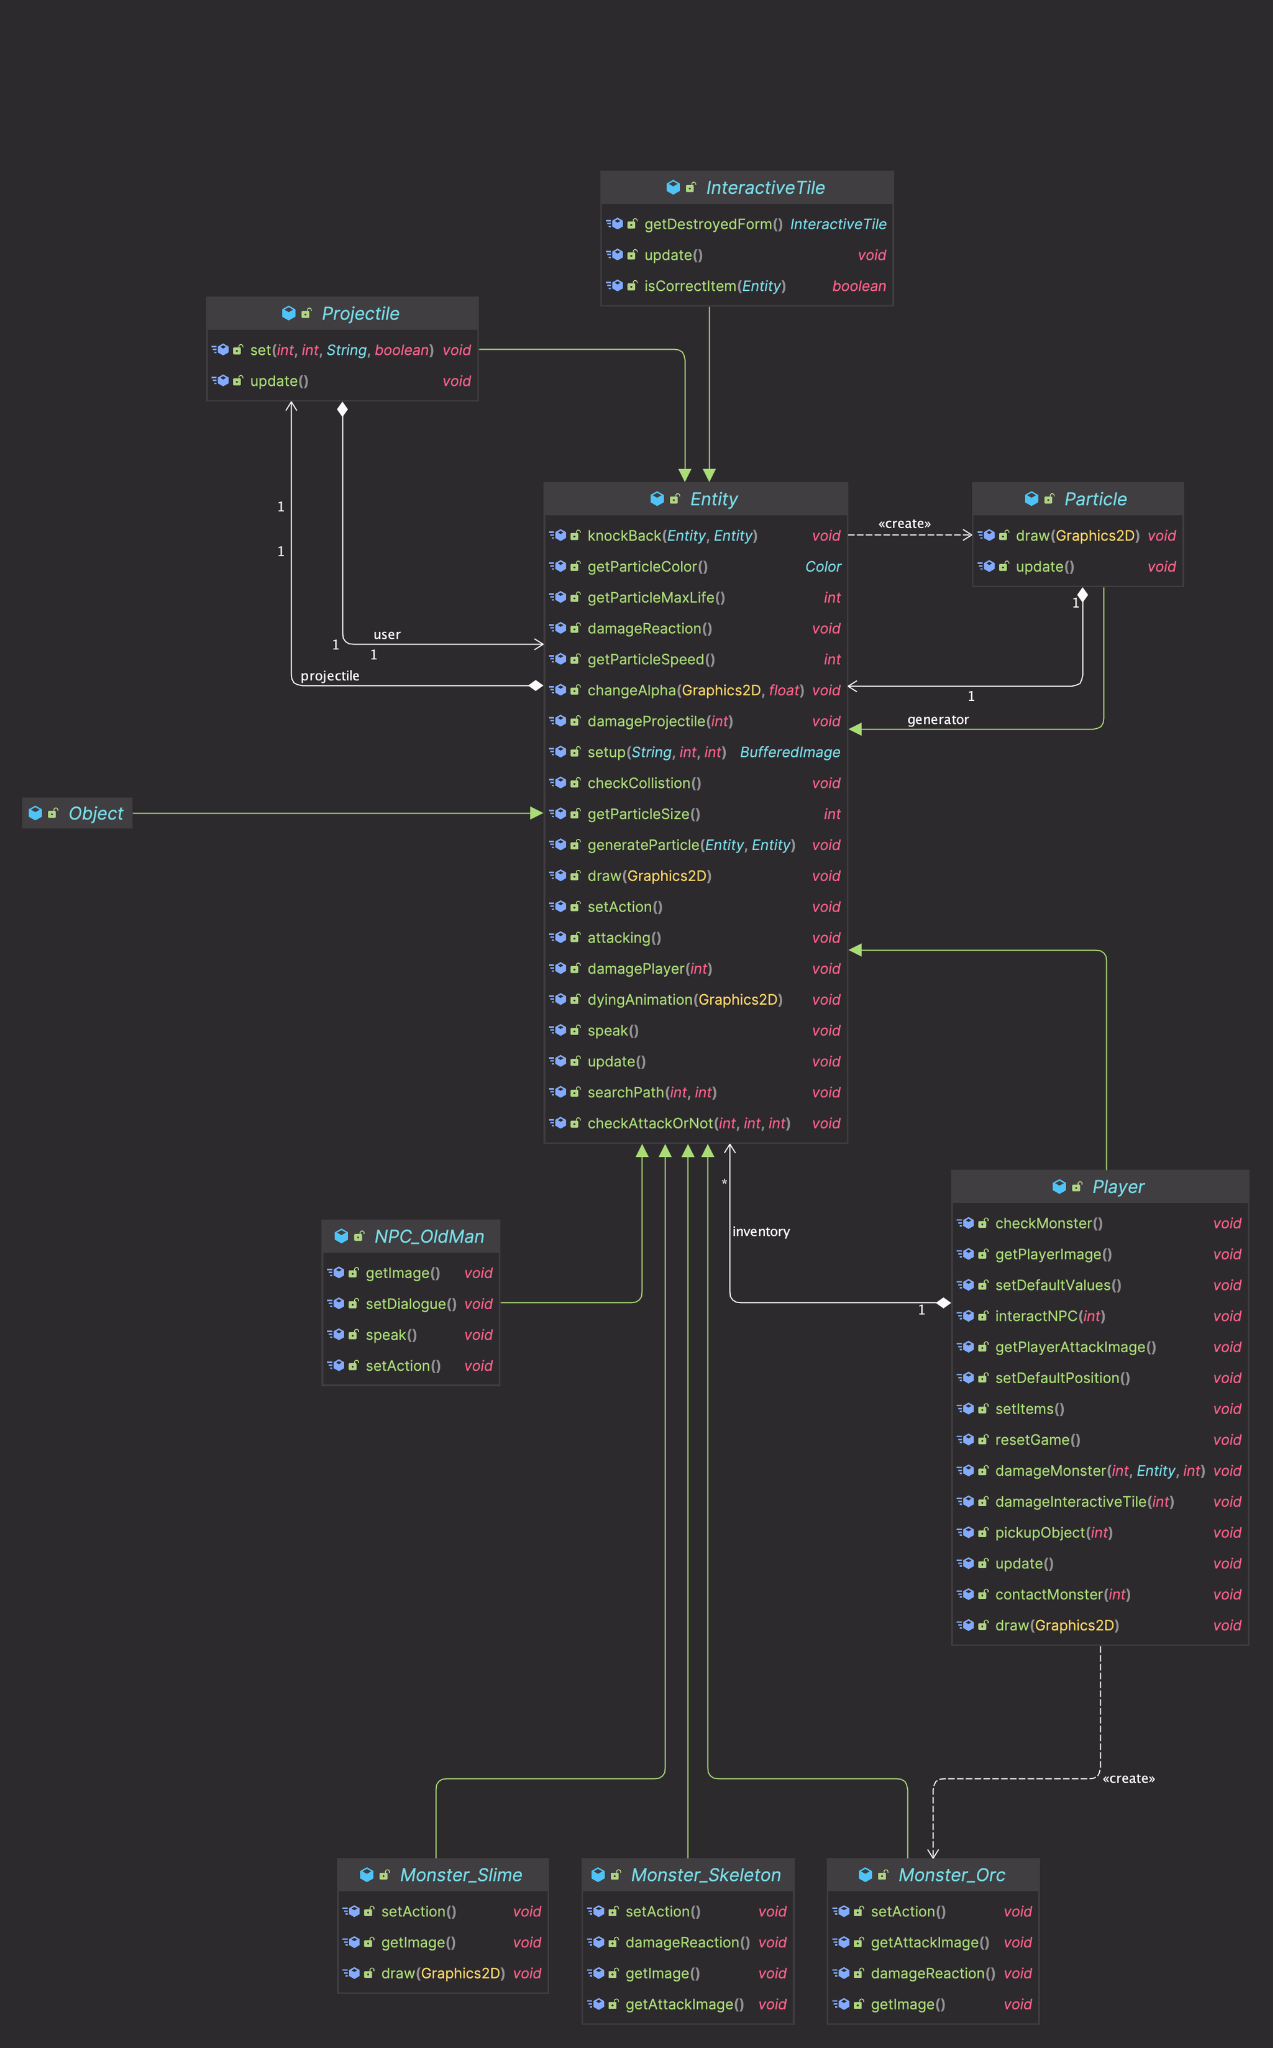 InteractiveTile
getDestroyedForm() InteractiveTile
update() void
isCorrectItem(Entity) boolean
Projectile
set(int, int, String, boolean) void
update() void
1
1
user
1
1
projectile
Entity
knockBack(Entity, Entity) void
getParticleColor() Color
getParticleMaxLife() int
damageReaction() void
getParticleSpeed() int
changeAlpha(Graphics2D, float) void
damageProjectile(int) void
setup(String, int, int) BufferedImage
checkCollistion() void
getParticleSize() int
generateParticle(Entity, Entity) void
draw(Graphics2D) void
setAction() void
attacking() void
damagePlayer(int) void
dyingAnimation(Graphics2D) void
speak() void
update() void
searchPath(int, int) void
checkAttackOrNot(int, int, int) void
«create»
Particle
draw(Graphics2D) void
update() void
1
1
generator
Object
*
inventory
1
NPC_OldMan
getImage() void
setDialogue() void
speak() void
setAction() void
Player
checkMonster() void
getPlayerImage() void
setDefaultValues() void
interactNPC(int) void
getPlayerAttackImage() void
setDefaultPosition() void
setItems() void
resetGame() void
damageMonster(int, Entity, int) void
damageInteractiveTile(int) void
pickupObject(int) void
update() void
contactMonster(int) void
draw(Graphics2D) void
«create»
Monster_Slime
setAction() void
getImage() void
draw(Graphics2D) void
Monster_Skeleton
setAction() void
damageReaction() void
getImage() void
getAttackImage() void
Monster_Orc
setAction() void
getAttackImage() void
damageReaction() void
getImage() void